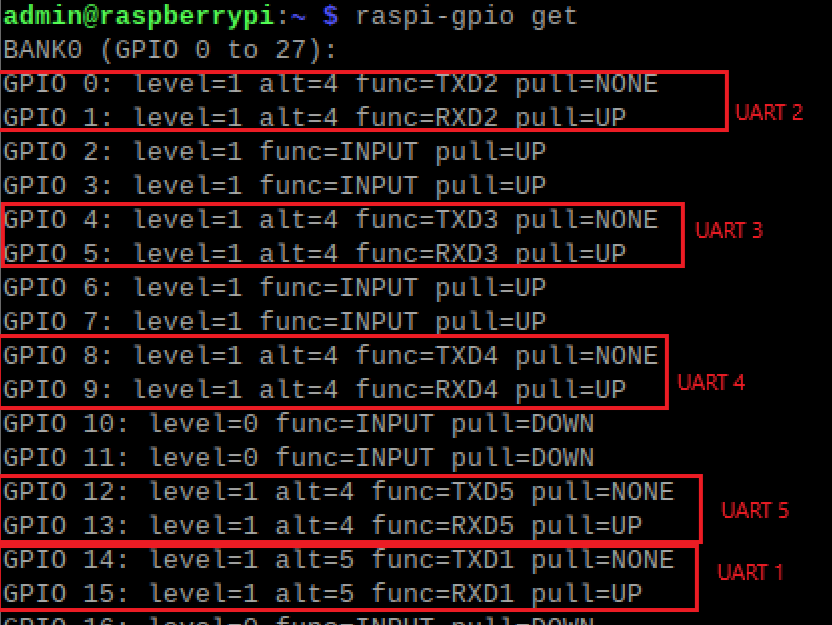 admin@raspberrypi:~ $ raspi-gpio get
BANK0 (GPIO 0 to 27):
GPIO 0: level=1 alt=4 func=TXD2 pull=NONE
GPIO 1: level=1 alt=4 func=RXD2 pull=UP
UART 2
GPIO 2: level=1 func=INPUT pull=UP
GPIO 3: level=1 func=INPUT pull=UP
GPIO 4: level=1 alt=4 func=TXD3 pull=NONE
GPIO 5: level=1 alt=4 func=RXD3 pull=UP
UART 3
GPIO 6: level=1 func=INPUT pull=UP
GPIO 7: level=1 func=INPUT pull=UP
GPIO 8: level=1 alt=4 func=TXD4 pull=NONE
GPIO 9: level=1 alt=4 func=RXD4 pull=UP
UART 4
GPIO 10: level=0 func=INPUT pull=DOWN
GPIO 11: level=0 func=INPUT pull=DOWN
GPIO 12: level=1 alt=4 func=TXD5 pull=NONE
GPIO 13: level=1 alt=4 func=RXD5 pull=UP
UART 5
GPIO 14: level=1 alt=5 func=TXD1 pull=NONE
GPIO 15: level=1 alt=5 func=RXD1 pull=UP
UART 1
GPIO 16: level=0 func=INPUT pull=DOWN